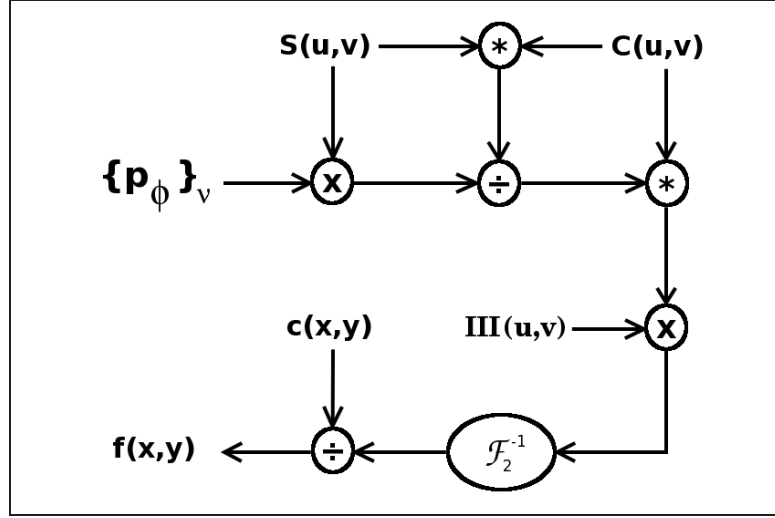 S(u,v) * C(u,v)
{p_ϕ}_ν x ÷ *
c(x,y) III(u,v) x
f(x,y) ÷ ℱ₂⁻¹